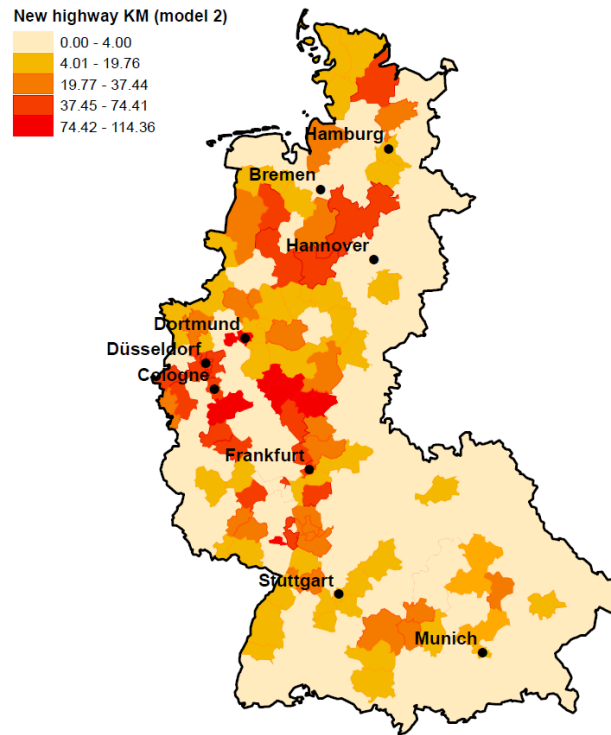 New highway KM (model 2)
0.00 - 4.00
4.01 - 19.76
19.77 - 37.44
37.45 - 74.41
74.42 - 114.36
Hamburg
Bremen
Hannover
Dortmund
Düsseldorf
Cologne
Frankfurt
Stuttgart
Munich